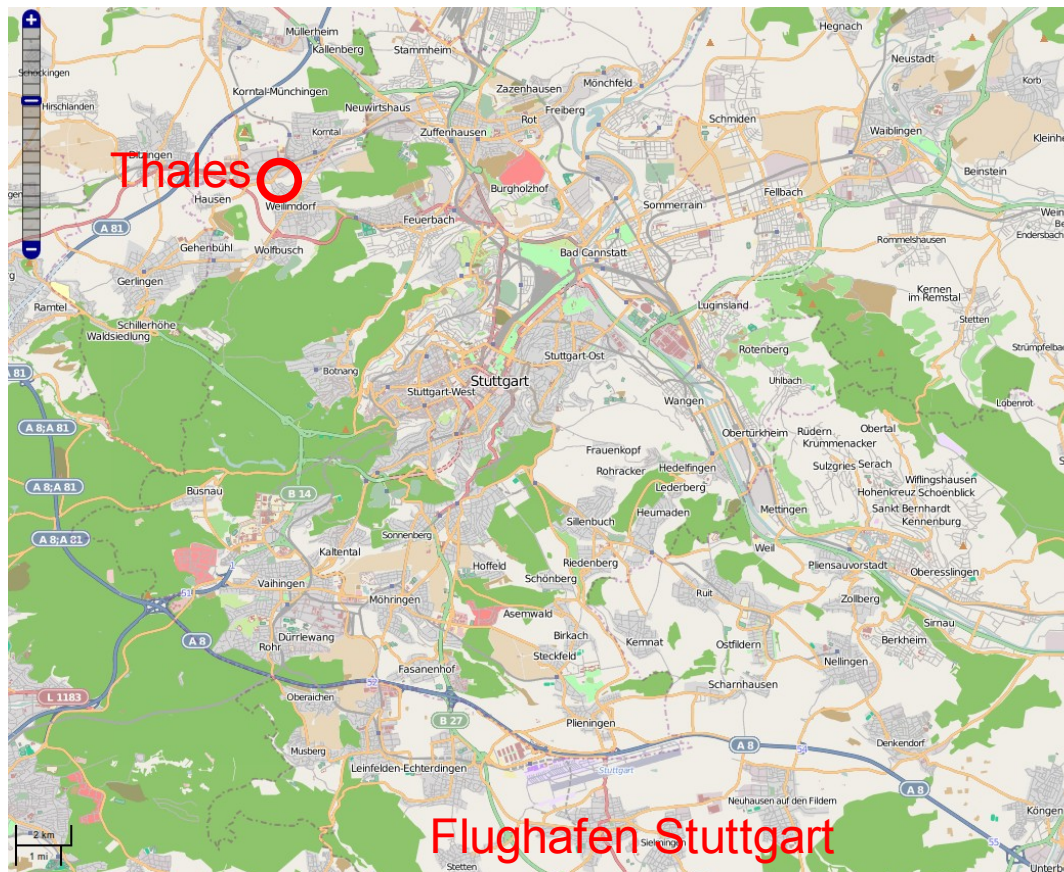 Müllerheim
Kallenberg
Stammheim
Hegnach
Neustadt
Korb
Hirschlanden
Korntal-Münchingen
Zazenhausen
Mönchfeld
Neuwirtshaus
Freiberg
Rot
Schmiden
Waiblingen
Korntal
Zuffenhausen
Ditzingen
Thales
Burgholzhof
Beinstein
Hausen
Weilimdorf
Feuerbach
Sommerrain
Fellbach
A 81
Gehenbühl
Wolfbusch
Bad Cannstatt
Rommelshausen
Endersbach
Gerlingen
Kernen
im Remstal
Ramtel
Luginsland
Stetten
Schillerhöhe
Waldsiedlung
Rotenberg
Stuttgart-Ost
Botnang
Stuttgart
Uhlbach
Stuttgart-West
Wangen
Lobenrot
A 8;A 81
Obertürkheim
Rüdern
Obertal
Krummenacker
Frauenkopf
Rohracker
Hedelfingen
Sulzgries
Serach
Wiflingshausen
A 8;A 81
Büsnau
B 14
Lederberg
Hohenkreuz
Schoenblick
Heumaden
Mettingen
Sankt Bernhardt
Kennenburg
A 8;A 81
Sonnenberg
Sillenbuch
Kaltental
Weil
Hoffeld
Riedenberg
Pliensauvorstadt
Oberesslingen
Vaihingen
Schönberg
51
Möhringen
Ruit
Zollberg
Asemwald
Sirnau
A 8
Dürrlewang
Birkach
Kemnat
Rohr
Steckfeld
Ostfildern
Berkheim
Nellingen
Fasanenhof
L 1183
Oberaichen
52
Scharnhausen
B 27
Plieningen
Musberg
A 8
54
Denkendorf
Leinfelden-Echterdingen
Stuttgart
A 8
Neuhausen auf den Fildern
Köngen
2 km
1 mi
Flughafen Stuttgart
Sielmingen
55
Stetten